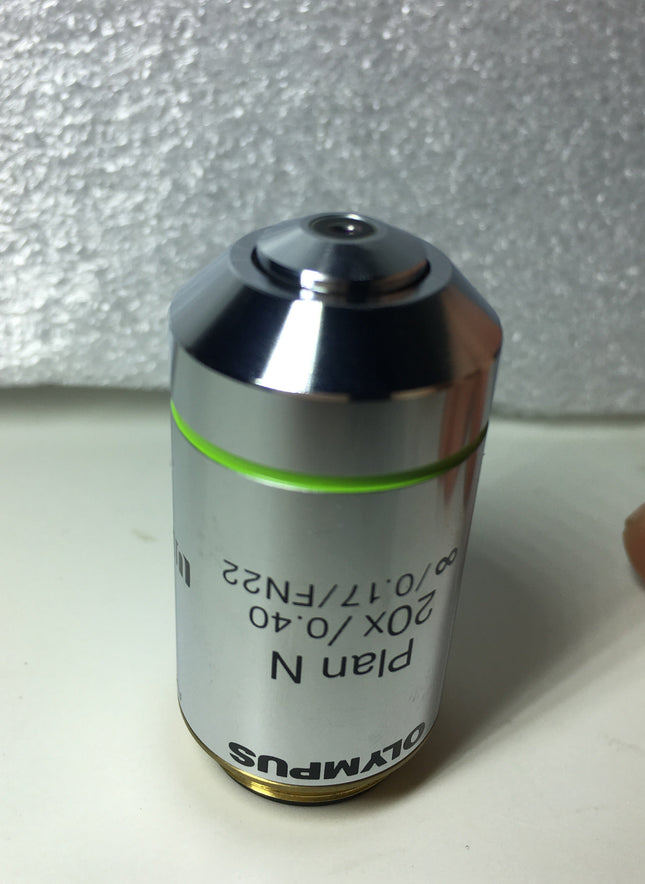 OLYMPUS
Plan N
20x/0.40
∞/0.17/FN22